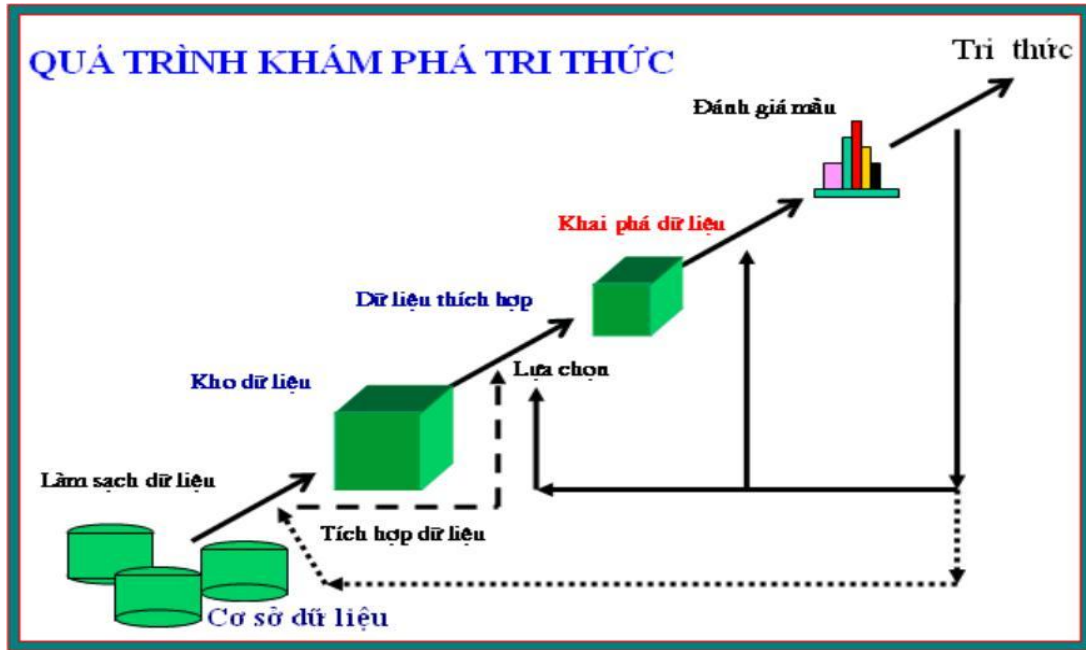 QUÁ TRÌNH KHÁM PHÁ TRI THỨC
Tri thức
Đánh giá mẫu
Khai phá dữ liệu
Dữ liệu thích hợp
Lựa chọn
Kho dữ liệu
Làm sạch dữ liệu
Tích hợp dữ liệu
Cơ sở dữ liệu